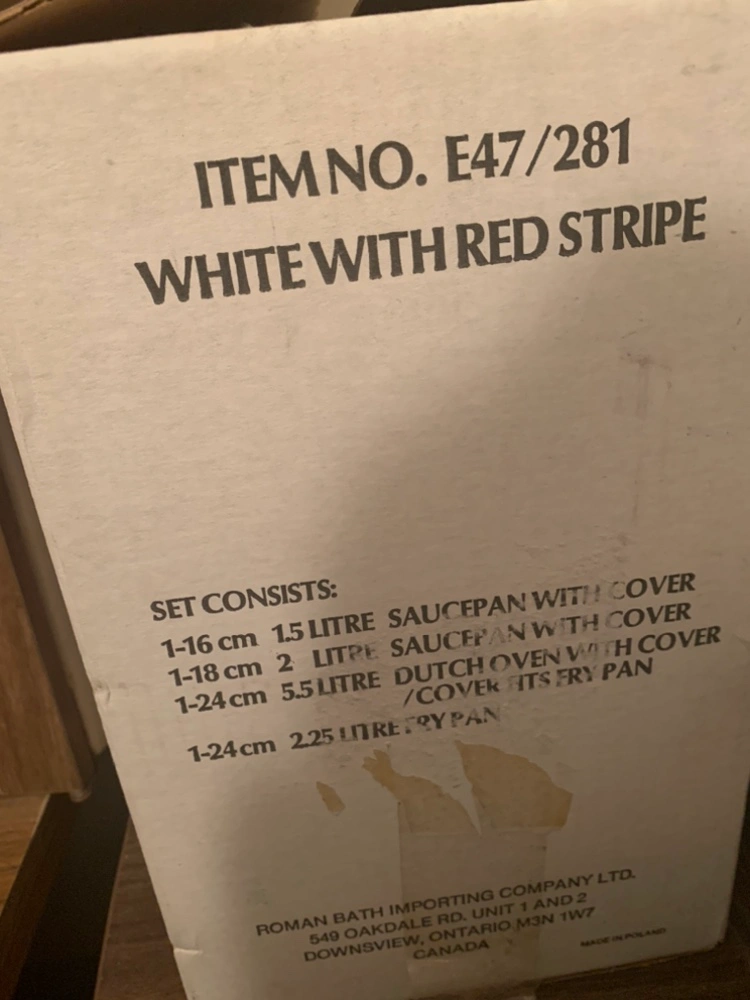 ITEM NO. E47/281
WHITE WITH RED STRIPE
SET CONSISTS:
1-16 cm 1.5 LITRE SAUCEPAN WITH COVER
1-18 cm 2 LITRE SAUCEPAN WITH COVER
1-24 cm 5.5 LITRE DUTCH OVEN WITH COVER
/COVER FITS FRY PAN
1-24 cm 2.25 LITRE FRY PAN
ROMAN BATH IMPORTING COMPANY LTD.
549 OAKDALE RD. UNIT 1 AND 2
DOWNSVIEW, ONTARIO M3N 1W7
CANADA
MADE IN POLAND